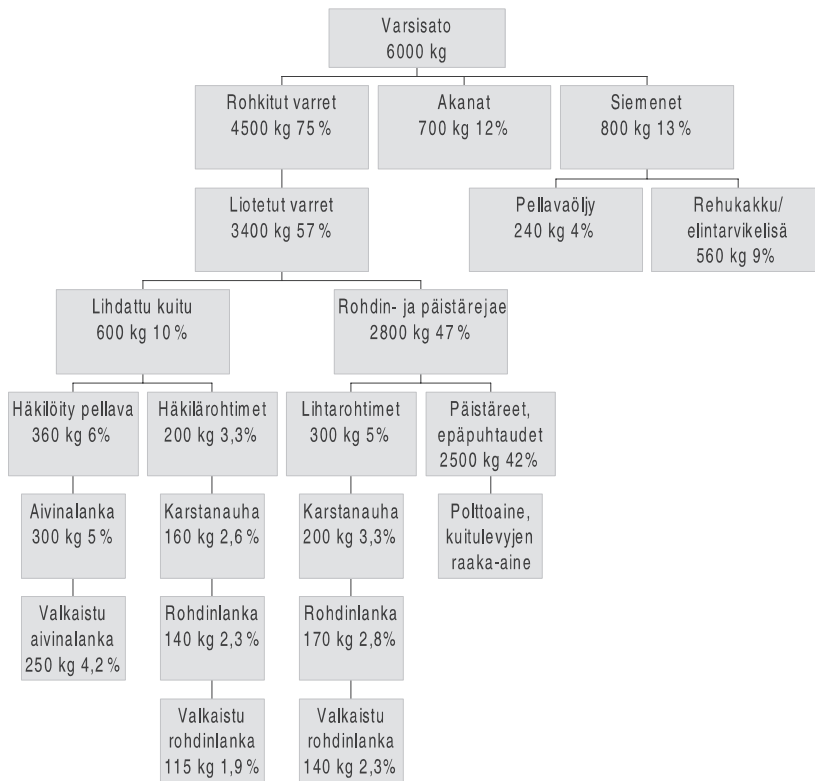 Varsisato
6000 kg
Rohkitut varret
4500 kg 75%
Akanat
700 kg 12%
Siemenet
800 kg 13%
Liotetut varret
3400 kg 57%
Pellavaöljy
240 kg 4%
Rehukakku/
elintarvikelisä
560 kg 9%
Lihdattu kuitu
600 kg 10%
Rohdin- ja päistärejae
2800 kg 47%
Häkilöity pellava
360 kg 6%
Häkilärohtimet
200 kg 3,3%
Lihtarohtimet
300 kg 5%
Päistäreet,
epäpuhtaudet
2500 kg 42%
Aivinalanka
300 kg 5%
Karstanauha
160 kg 2,6%
Karstanauha
200 kg 3,3%
Polttoaine,
kuitulevyjen
raaka-aine
Valkaistu
aivinalanka
250 kg 4,2%
Rohdinlanka
140 kg 2,3%
Rohdinlanka
170 kg 2,8%
Valkaistu
rohdinlanka
115 kg 1,9%
Valkaistu
rohdinlanka
140 kg 2,3%